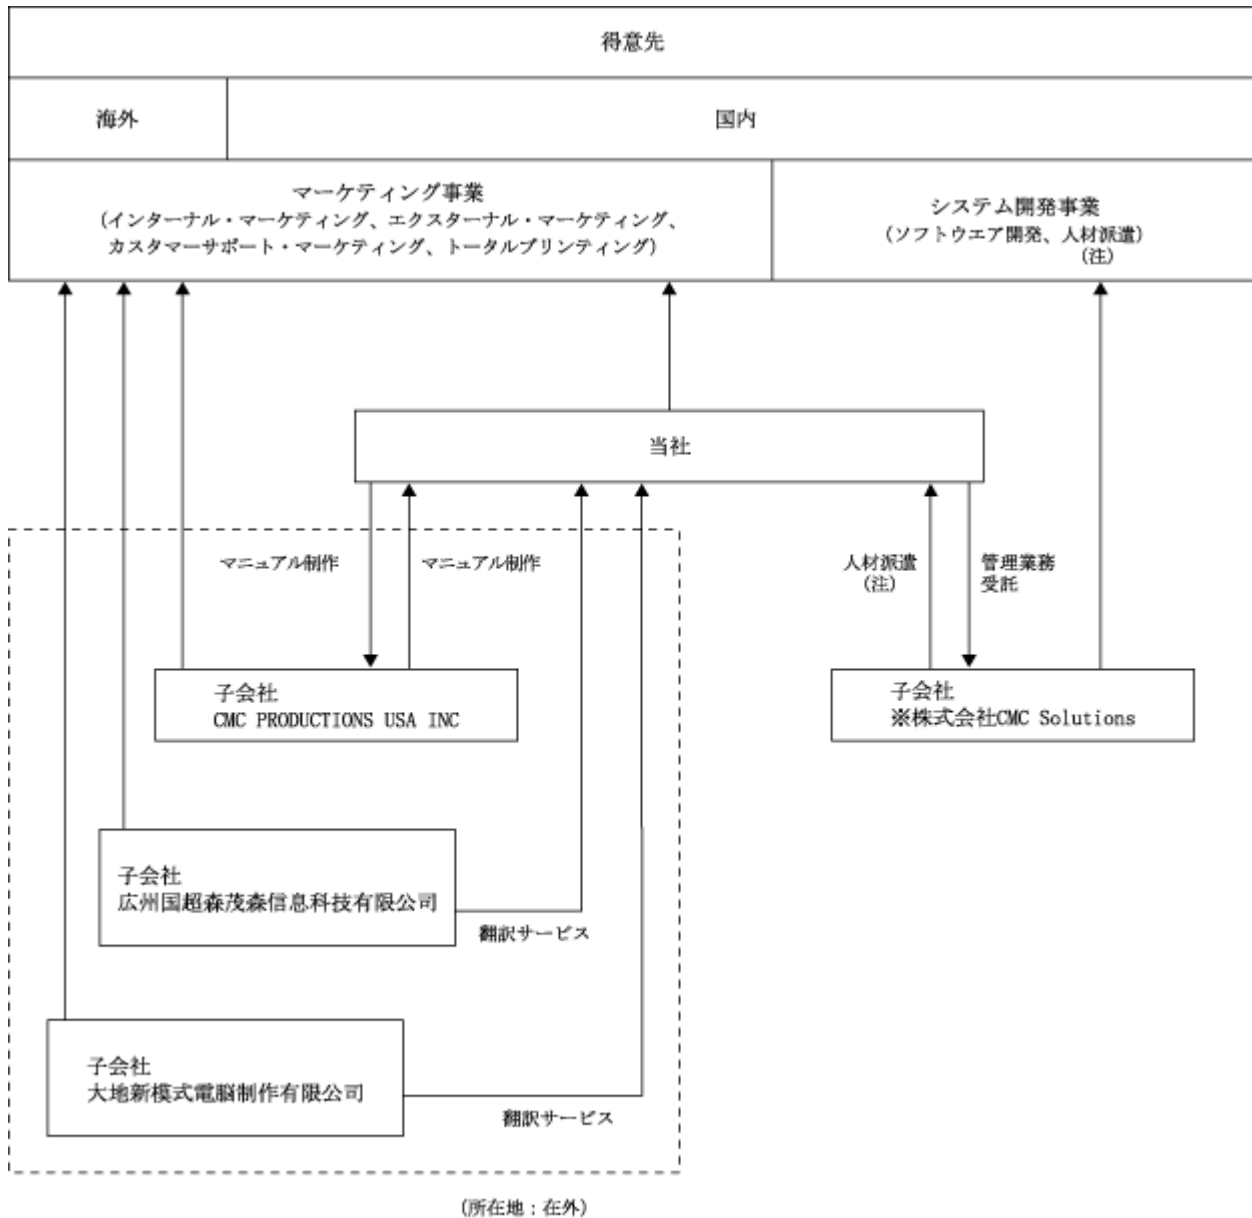 得意先
海外
国内
マーケティング事業
(インターナル・マーケティング、エクスターナル・マーケティング、
カスタマーサポート・マーケティング、トータルプリンティング)
システム開発事業
(ソフトウエア開発、人材派遣)
(注)
当社
マニュアル制作
マニュアル制作
人材派遣
(注)
管理業務
受託
子会社
CMC PRODUCTIONS USA INC
子会社
※株式会社CMC Solutions
子会社
広州国超森茂森信息科技有限公司
翻訳サービス
子会社
大地新模式電脳制作有限公司
翻訳サービス
(所在地:在外)